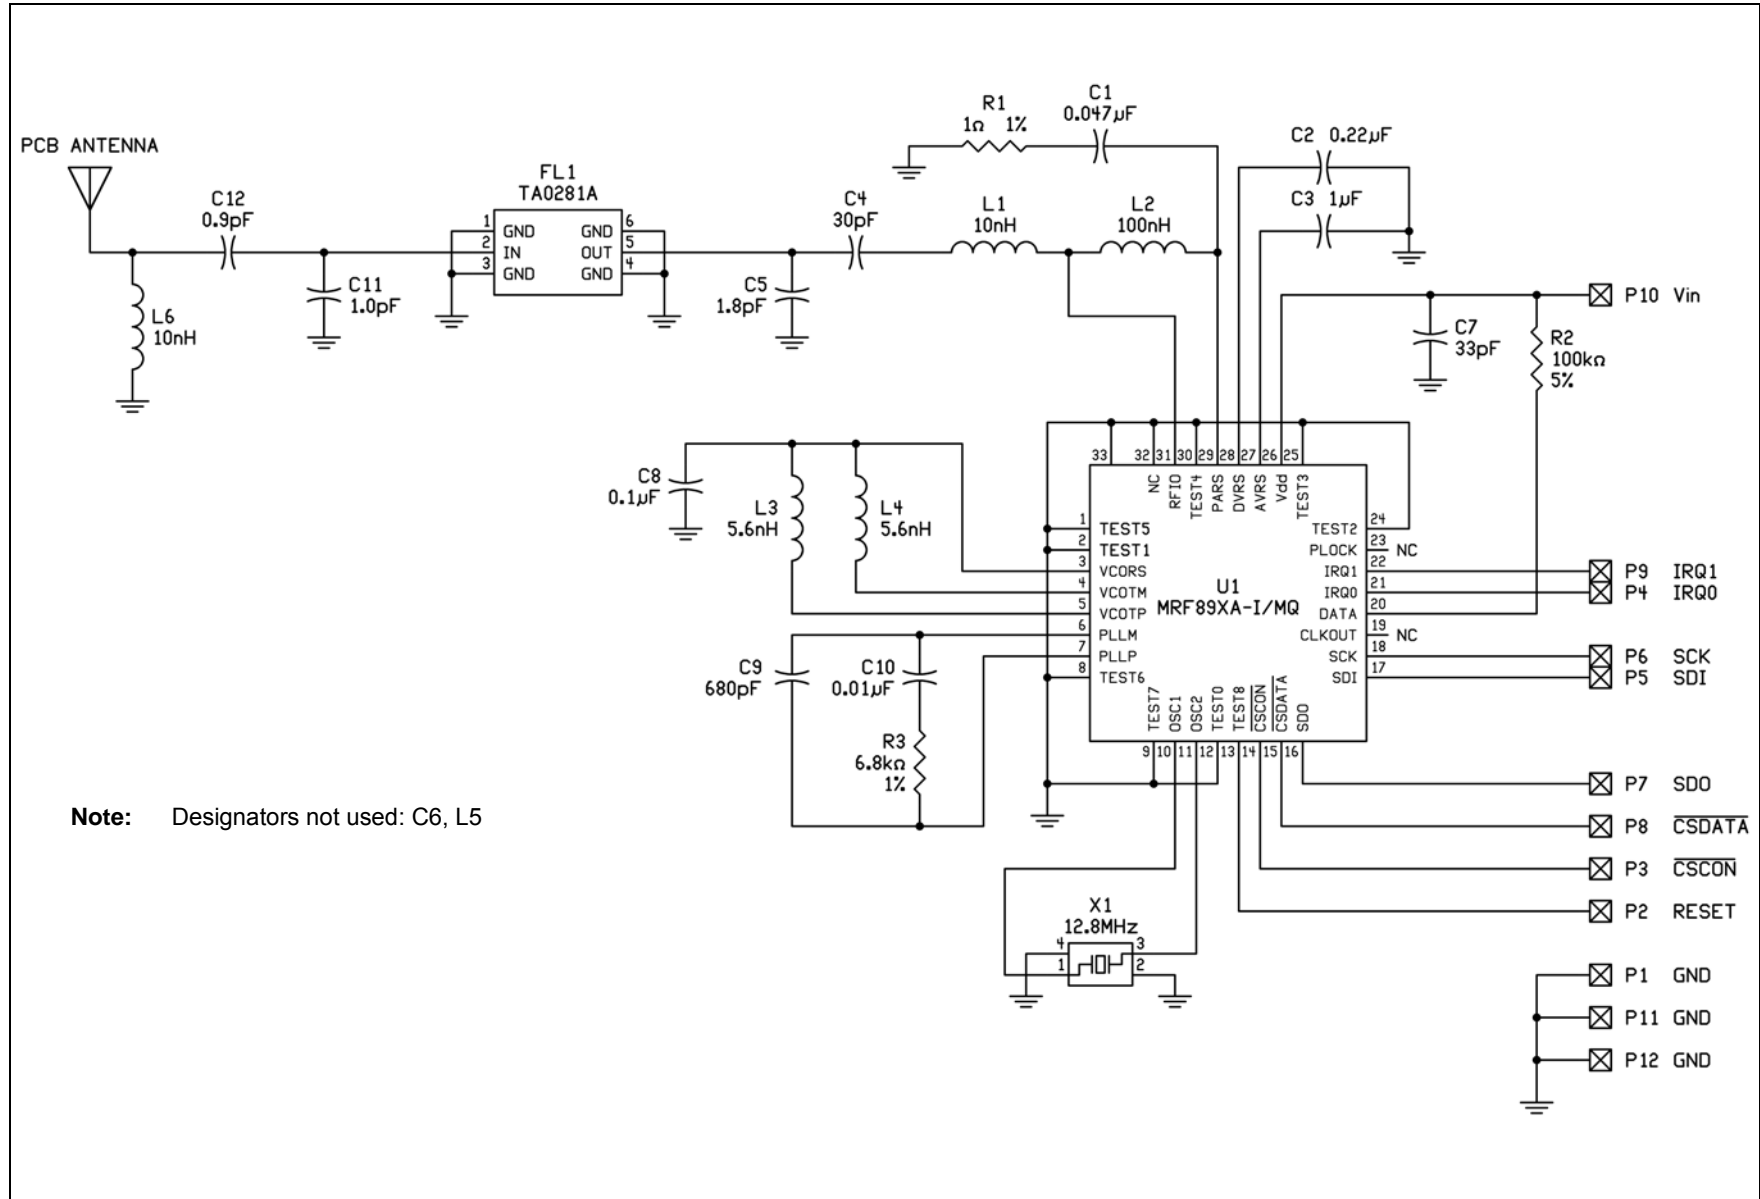 PCB ANTENNA
C12
0.9pF
L6
10nH
C11
1.0pF
FL1
TA0281A
1 GND GND 6
2 IN OUT 5
3 GND GND 4
C5
1.8pF
C4
30pF
R1
1Ω 1%
C1
0.047µF
L1
10nH
L2
100nH
C2 0.22µF
C3 1µF
P10 Vin
C7
33pF
R2
100kΩ
5%
C8
0.1µF
L3
5.6nH
L4
5.6nH
33 32 31 30 29 28 27 26 25
NC RFIO TEST4 PARS DVRS AVRS Vdd TEST3
1 TEST5
2 TEST1
3 VCORS
4 VCOTM
5 VCOTP
6 PLLM
7 PLLP
8 TEST6
U1
MRF89XA-I/MQ
TEST2 24
PLOCK 23 NC
IRQ1 22
IRQ0 21
DATA 20
CLKOUT 19 NC
SCK 18
SDI 17
TEST7 OSC1 OSC2 TEST0 TEST8 CSCON CSDATA SDO
9 10 11 12 13 14 15 16
P9 IRQ1
P4 IRQ0
P6 SCK
P5 SDI
C9
680pF
C10
0.01µF
R3
6.8kΩ
1%
P7 SDO
P8 CSDATA
P3 CSCON
P2 RESET
Note: Designators not used: C6, L5
X1
12.8MHz
4 3
1 2
P1 GND
P11 GND
P12 GND